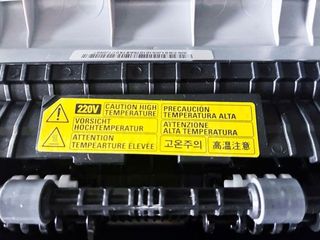 220V
CAUTION HIGH
TEMPERATURE
VORSICHT
HOCHTEMPERATUR
ATTENTION
TEMPEARTURE ÉLEVÉE
PRECAUCIÓN
TEMPERATURA ALTA
ATTENZIONE
ALTA TEMPERATURA
고온주의
高温注意